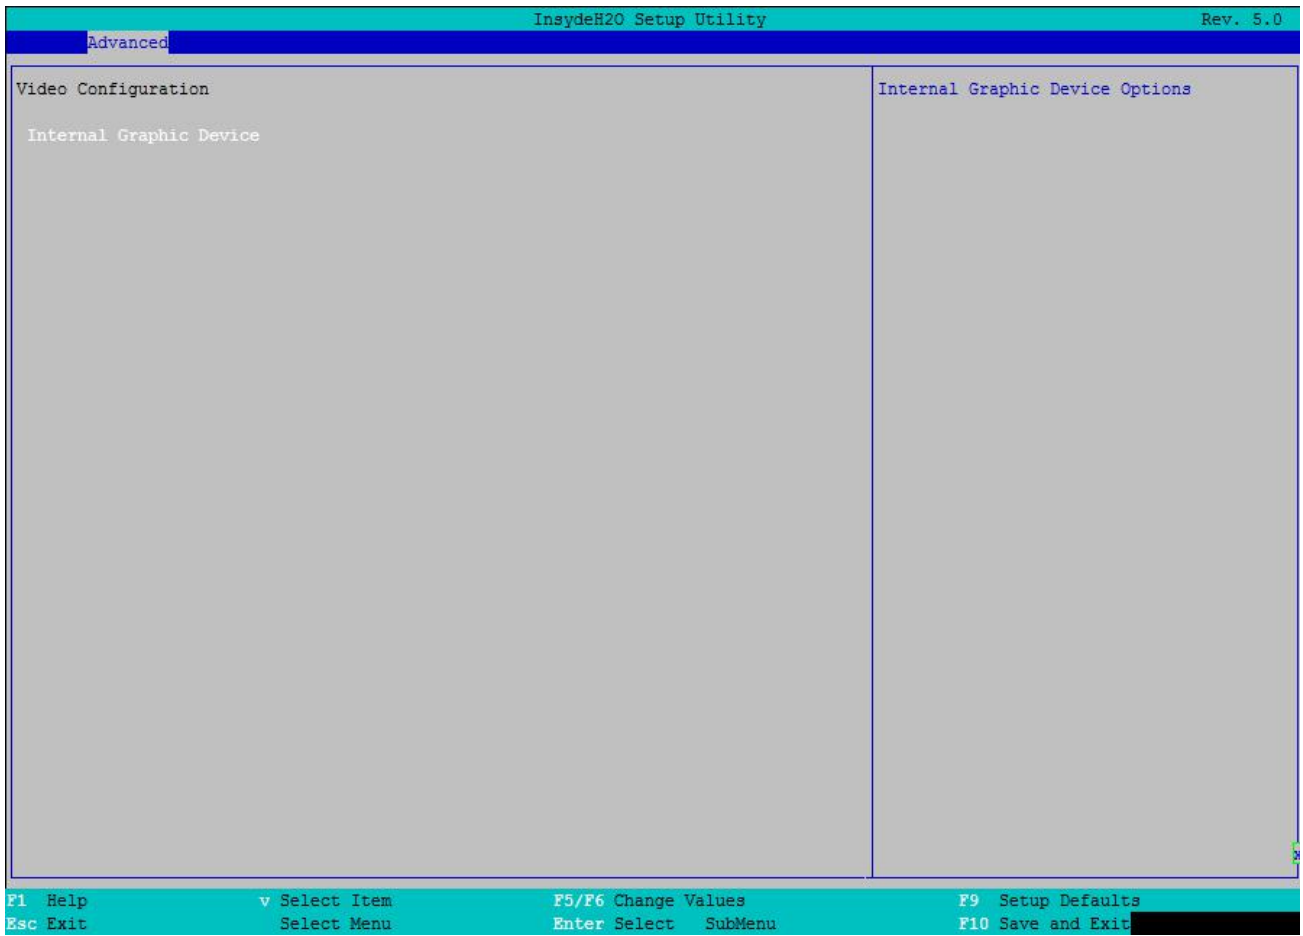 InsydeH2O Setup Utility Rev. 5.0
Advanced
Video Configuration
Internal Graphic Device Options
Internal Graphic Device
F1 Help v Select Item F5/F6 Change Values F9 Setup Defaults
Esc Exit Select Menu Enter Select SubMenu F10 Save and Exit
x